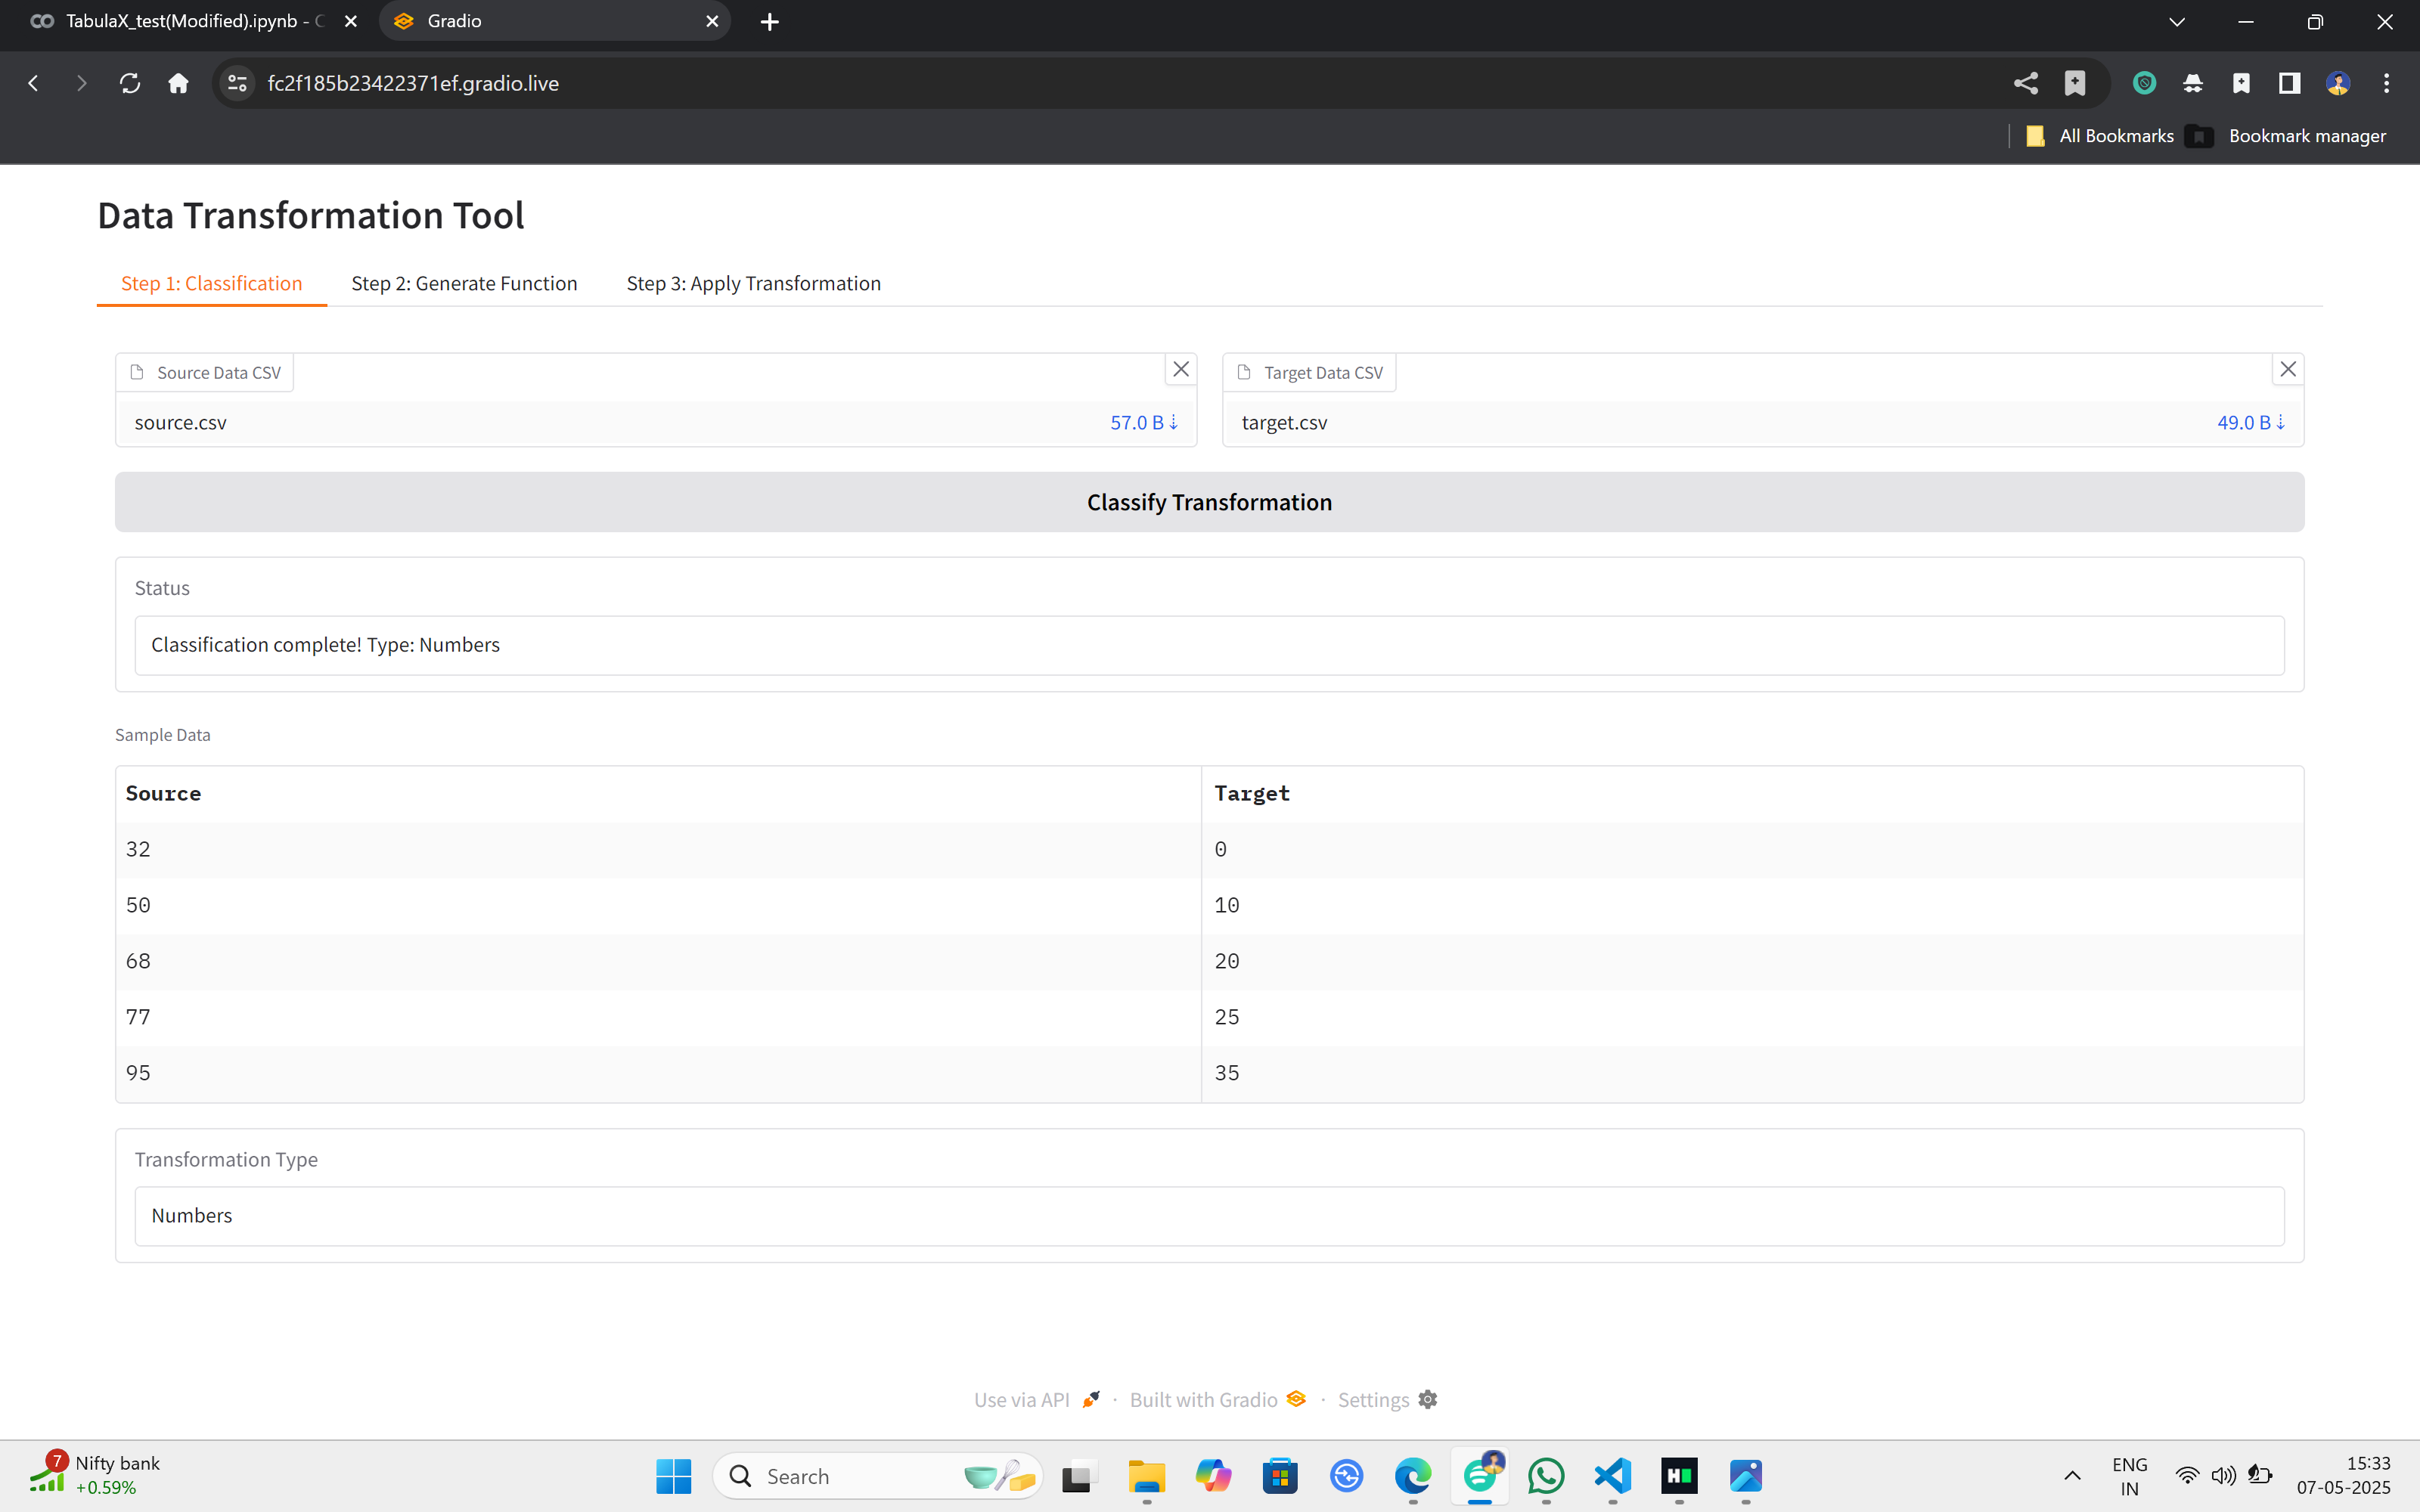 TabulaX_test(Modified).ipynb - C
Gradio
fc2f185b23422371ef.gradio.live
All Bookmarks
Bookmark manager
Data Transformation Tool
Step 1: Classification
Step 2: Generate Function
Step 3: Apply Transformation
Source Data CSV
Target Data CSV
source.csv
57.0 B ⇣
target.csv
49.0 B ⇣
Classify Transformation
Status
Classification complete! Type: Numbers
Sample Data
Source
Target
32
0
50
10
68
20
77
25
95
35
Transformation Type
Numbers
Use via API
·
Built with Gradio
·
Settings
7
Nifty bank
+0.59%
Search
ENG
IN
15:33
07-05-2025